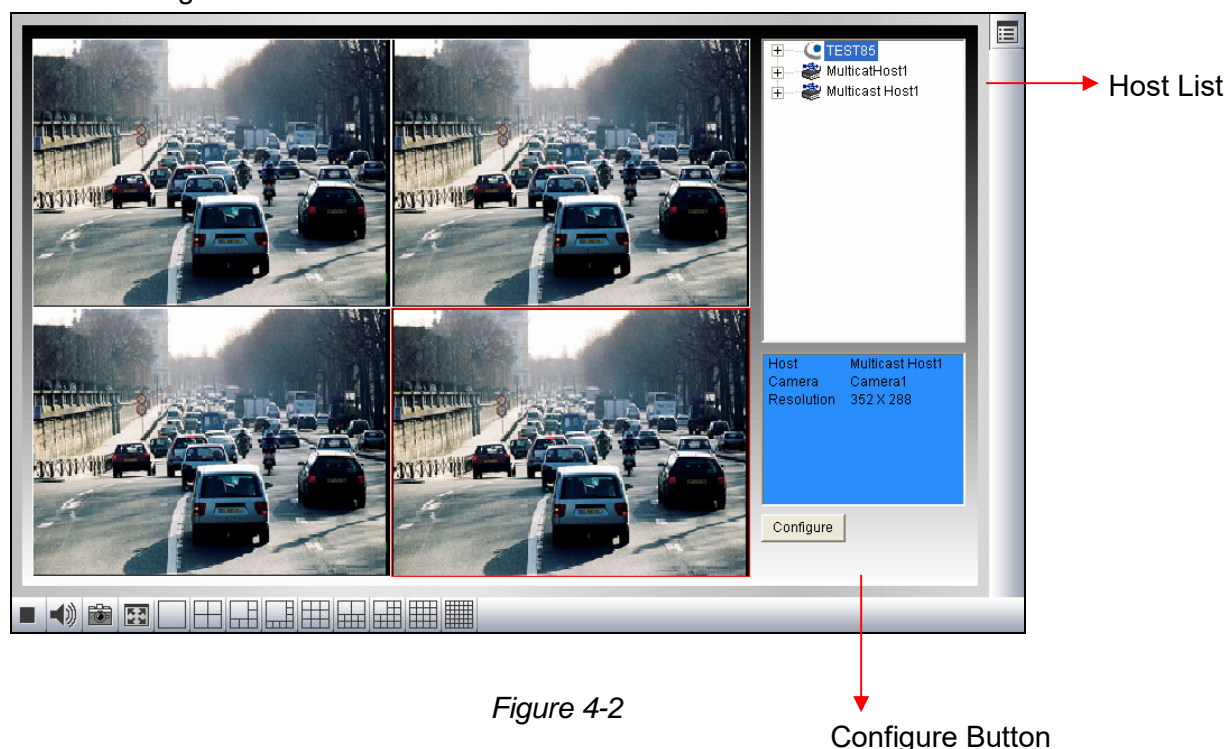 TEST85
MulticatHost1
Multicast Host1
Host List
Host Multicast Host1
Camera Camera1
Resolution 352 X 288
Configure
Figure 4-2
Configure Button